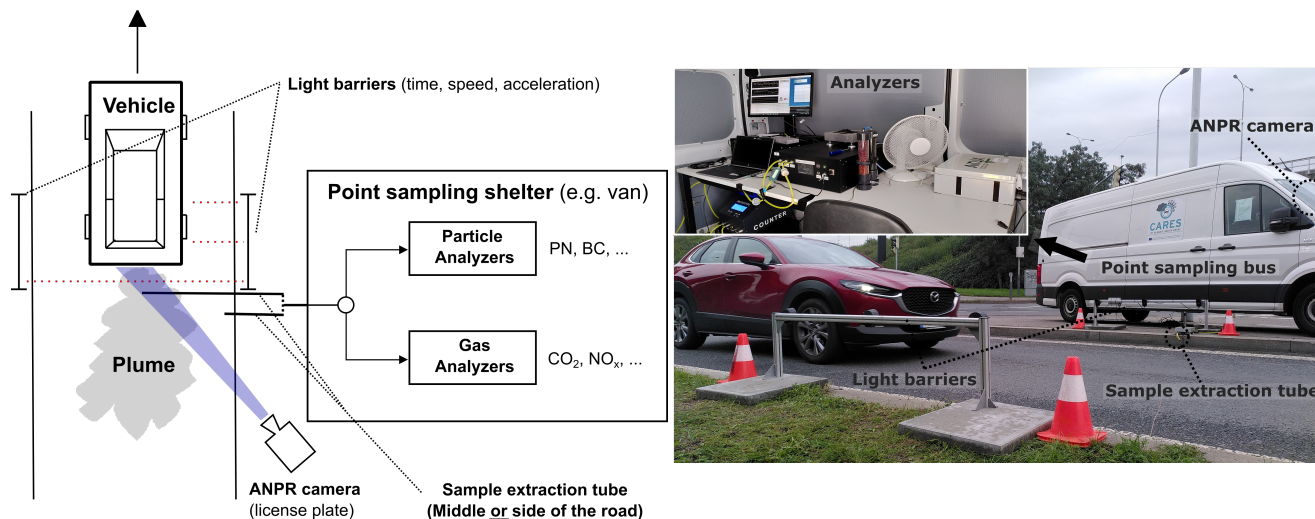 Vehicle
Light barriers (time, speed, acceleration)
Point sampling shelter (e.g. van)
Particle
Analyzers
PN, BC, ...
Gas
Analyzers
CO₂, NOₓ, ...
Plume
ANPR camera
(license plate)
Sample extraction tube
(Middle or side of the road)
Analyzers
COUNTER
ANPR camera
CARES
Point sampling bus
Light barriers
Sample extraction tube